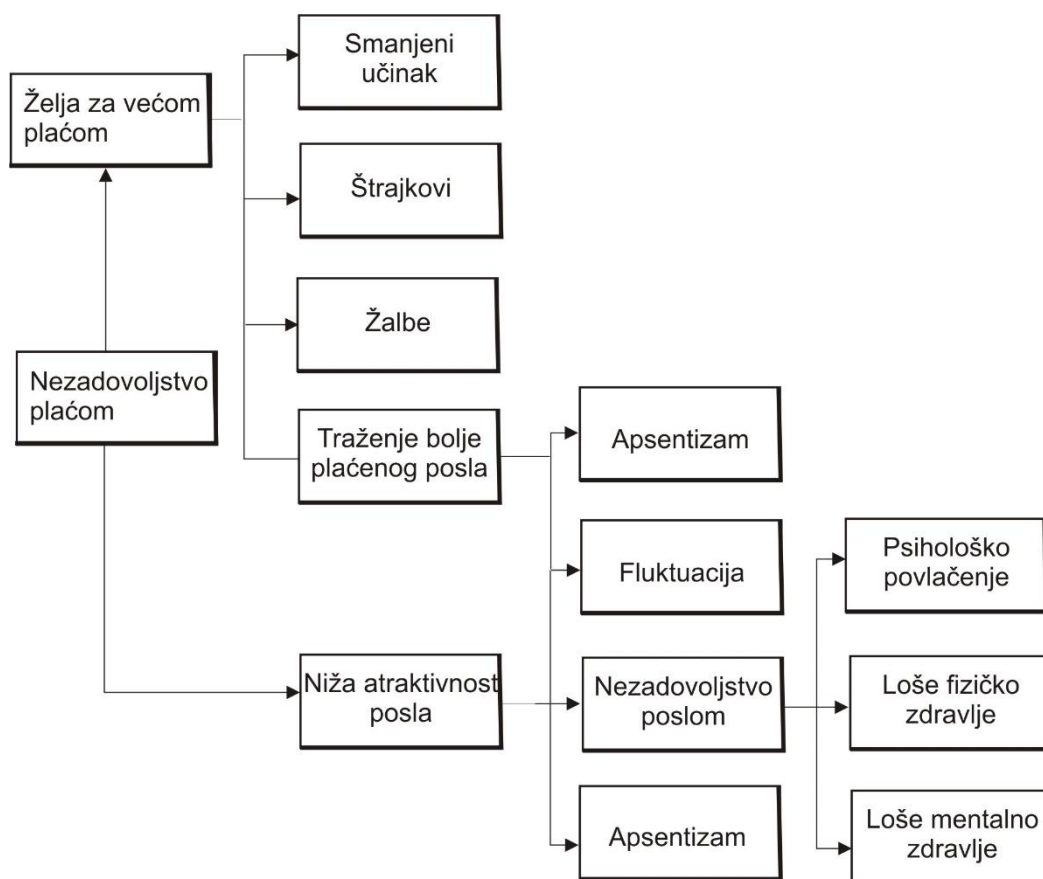 Smanjeni
učinak
Želja za većom
plaćom
Štrajkovi
Žalbe
Nezadovoljstvo
plaćom
Traženje bolje
plaćenog posla
Apsentizam
Fluktuacija
Psihološko
povlačenje
Niža atraktivnost
posla
Nezadovoljstvo
poslom
Loše fizičko
zdravlje
Apsentizam
Loše mentalno
zdravlje